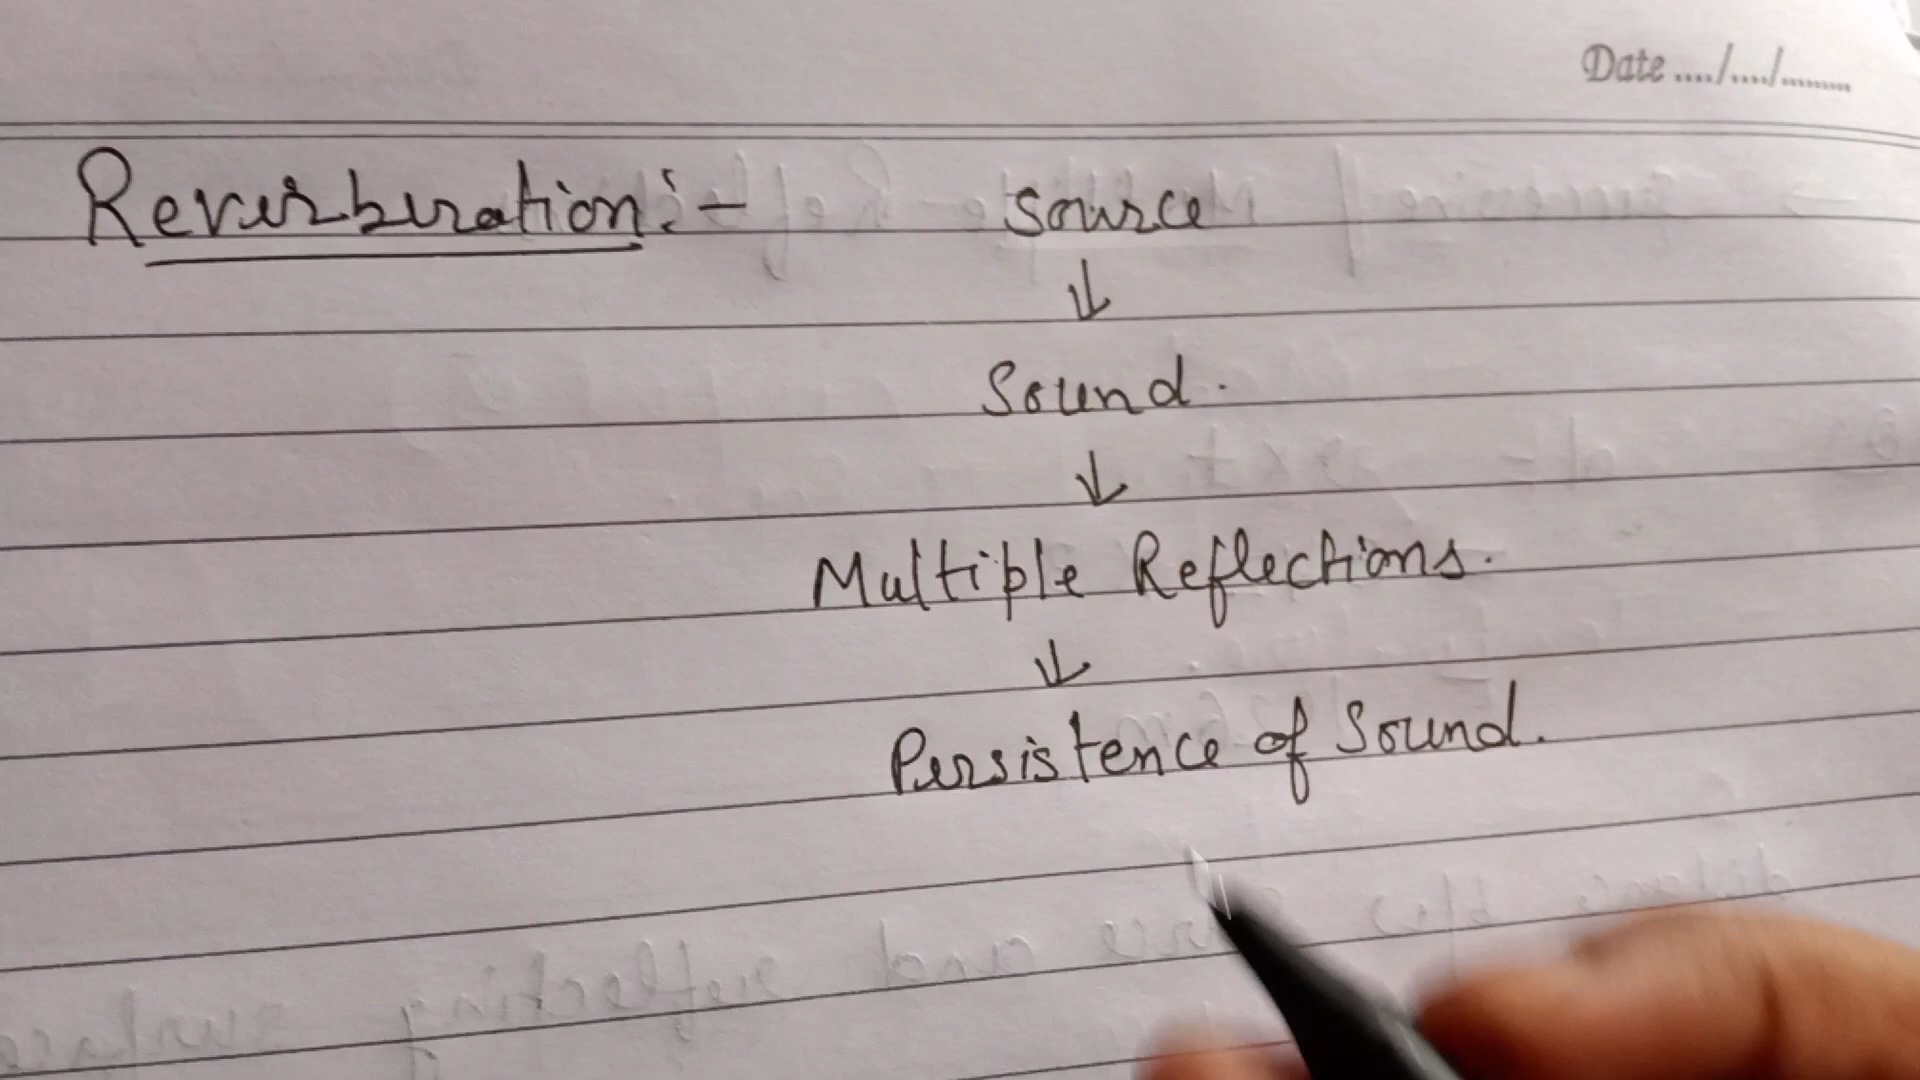 Date ..../..../.........
Reverberation:- Source
↓
Sound.
↓
Multiple Reflections.
↓
Persistence of Sound.